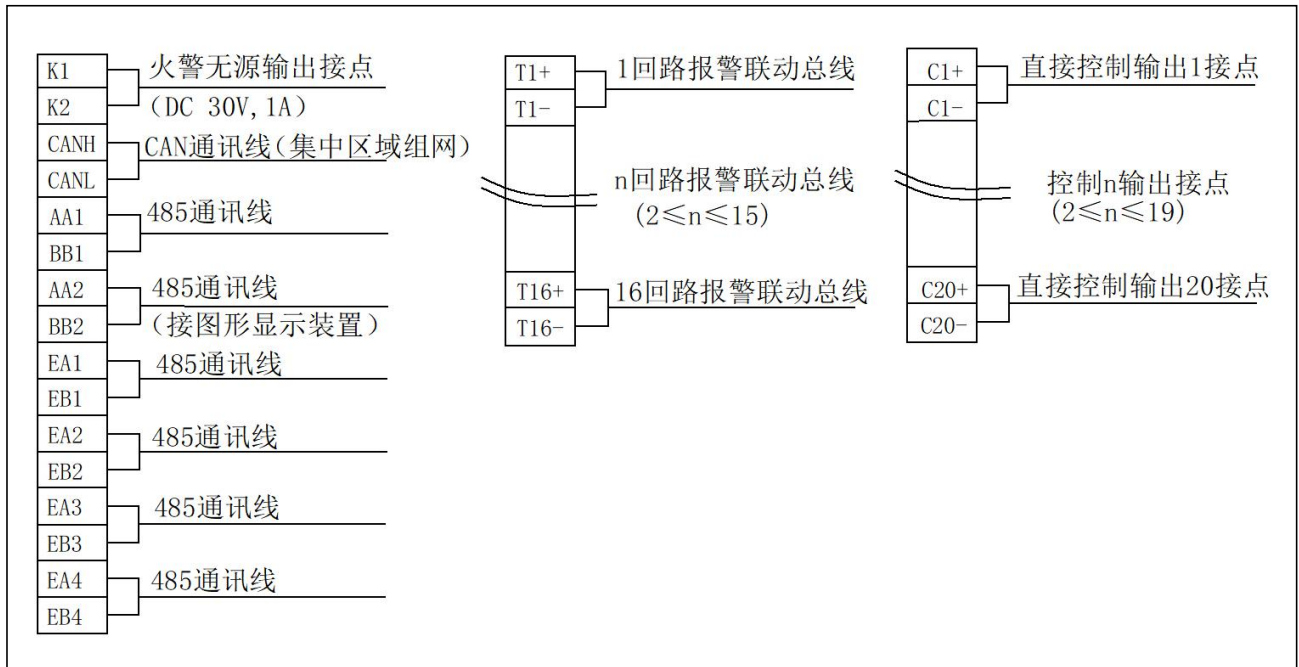 K1
火警无源输出接点
K2
(DC 30V, 1A)
CANH
CAN通讯线(集中区域组网)
CANL
AA1
485通讯线
BB1
AA2
485通讯线
BB2
(接图形显示装置)
EA1
485通讯线
EB1
EA2
485通讯线
EB2
EA3
485通讯线
EB3
EA4
485通讯线
EB4
T1+
1回路报警联动总线
T1-
n回路报警联动总线
(2≤n≤15)
T16+
16回路报警联动总线
T16-
C1+
直接控制输出1接点
C1-
控制n输出接点
(2≤n≤19)
C20+
直接控制输出20接点
C20-